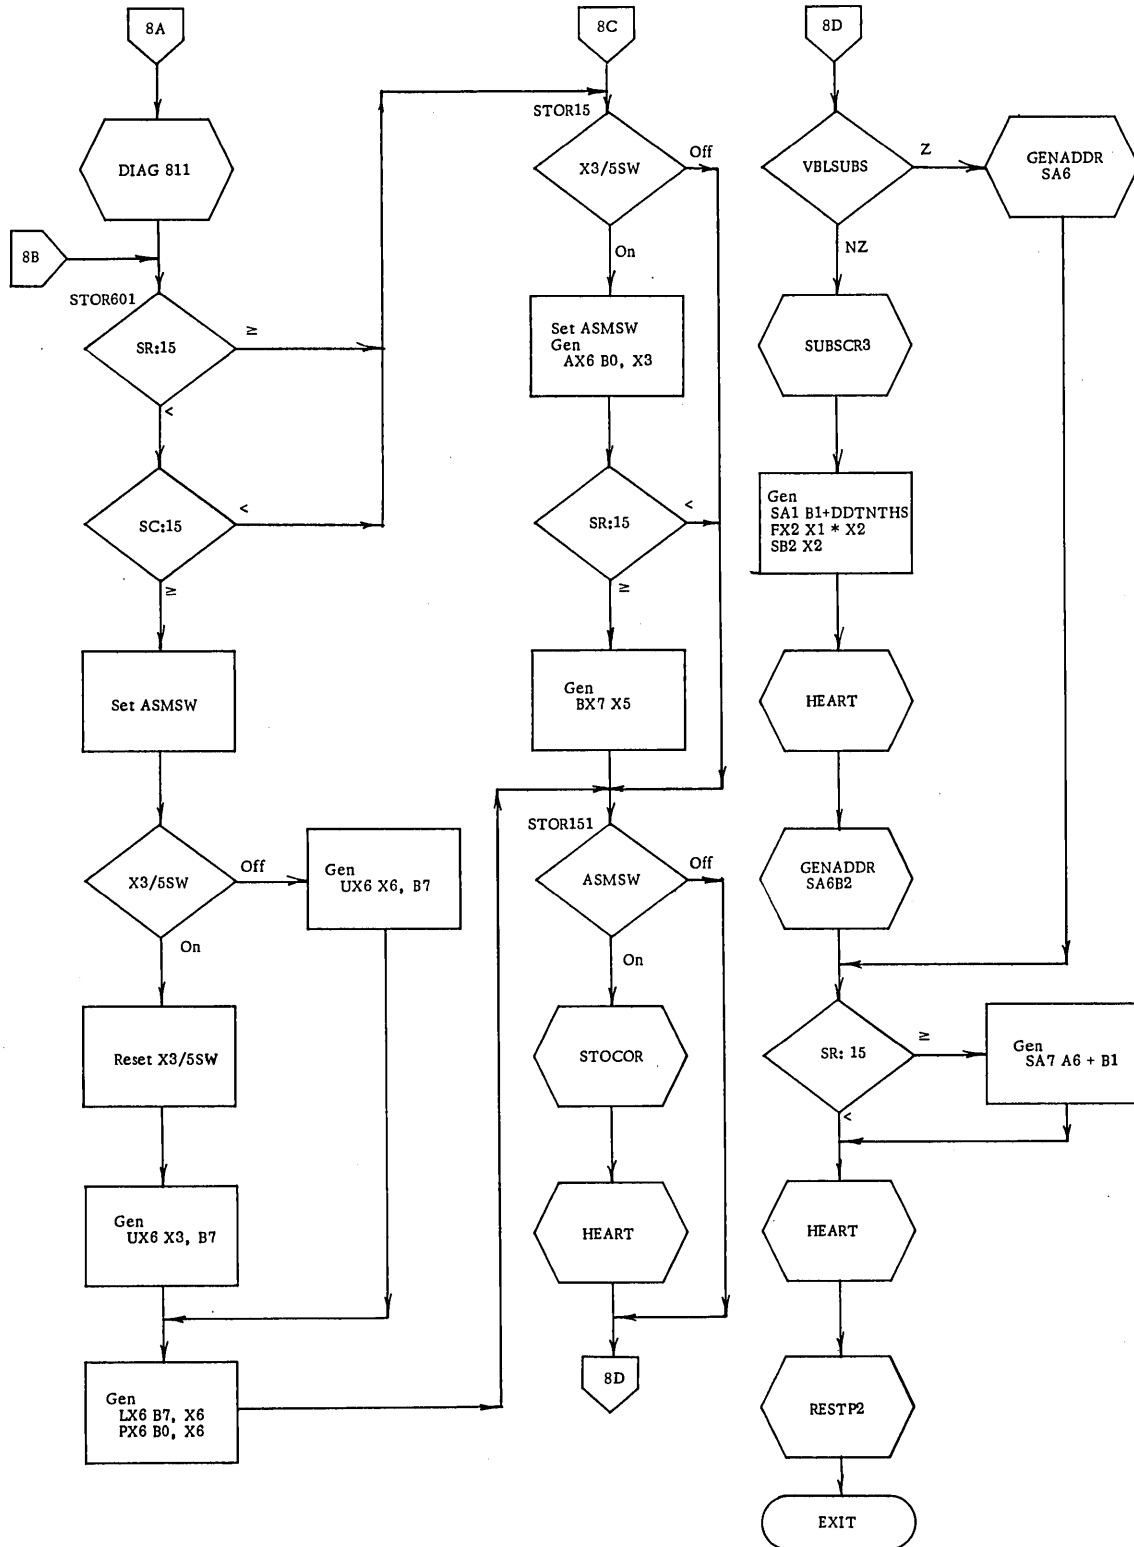 8A
DIAG 811
8B
STOR601
SR:15
≥
<
SC:15
<
≥
Set ASMSW
X3/5SW
Off
On
Gen
UX6 X6, B7
Reset X3/5SW
Gen
UX6 X3, B7
Gen
LX6 B7, X6
PX6 B0, X6
8C
STOR15
X3/5SW
Off
On
Set ASMSW
Gen
AX6 B0, X3
SR:15
<
≥
Gen
BX7 X5
STOR151
ASMSW
Off
On
STOCOR
HEART
8D
8D
VBLSUBS
Z
NZ
GENADDR
SA6
SUBSCR3
Gen
SA1 B1+DDTNTHS
FX2 X1 * X2
SB2 X2
HEART
GENADDR
SA6B2
SR: 15
≥
<
Gen
SA7 A6 + B1
HEART
RESTP2
EXIT